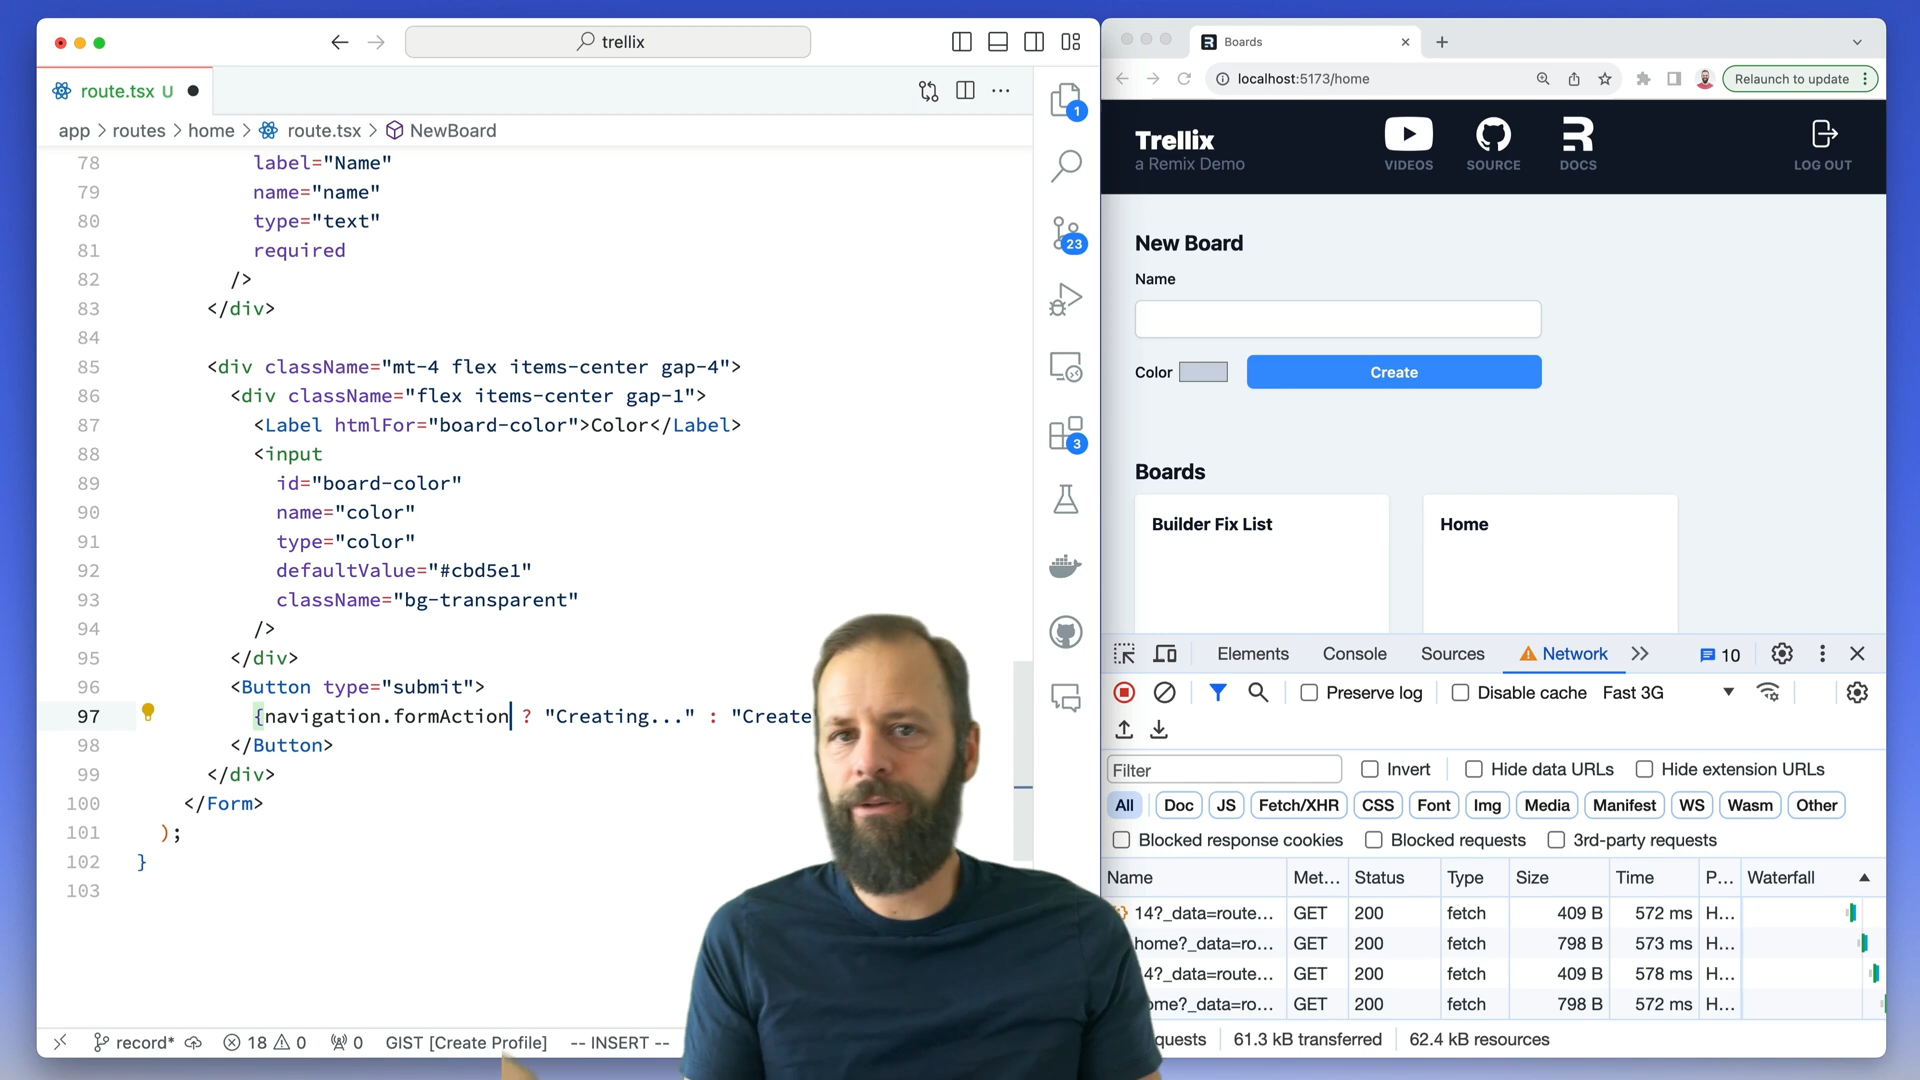 trellix
route.tsx U
app > routes > home > route.tsx > NewBoard
78 label="Name"
79 name="name"
80 type="text"
81 required
82 />
83 </div>
84
85 <div className="mt-4 flex items-center gap-4">
86 <div className="flex items-center gap-1">
87 <Label htmlFor="board-color">Color</Label>
88 <input
89 id="board-color"
90 name="color"
91 type="color"
92 defaultValue="#cbd5e1"
93 className="bg-transparent"
94 />
95 </div>
96 <Button type="submit">
97 {navigation.formAction ? "Creating..." : "Create
98 </Button>
99 </div>
100 </Form>
101 );
102 }
103
1
23
3
record* 18 0 0 GIST [Create Profile] -- INSERT --
Boards
localhost:5173/home
Relaunch to update
Trellix
a Remix Demo
VIDEOS SOURCE DOCS LOG OUT
New Board
Name
Color Create
Boards
Builder Fix List Home
Elements Console Sources Network 10
Preserve log Disable cache Fast 3G
Filter Invert Hide data URLs Hide extension URLs
All Doc JS Fetch/XHR CSS Font Img Media Manifest WS Wasm Other
Blocked response cookies Blocked requests 3rd-party requests
Name Met... Status Type Size Time P... Waterfall
14?_data=route... GET 200 fetch 409 B 572 ms H...
home?_data=ro... GET 200 fetch 798 B 573 ms H...
4?_data=route... GET 200 fetch 409 B 578 ms H...
ome?_data=ro... GET 200 fetch 798 B 572 ms H...
quests 61.3 kB transferred 62.4 kB resources